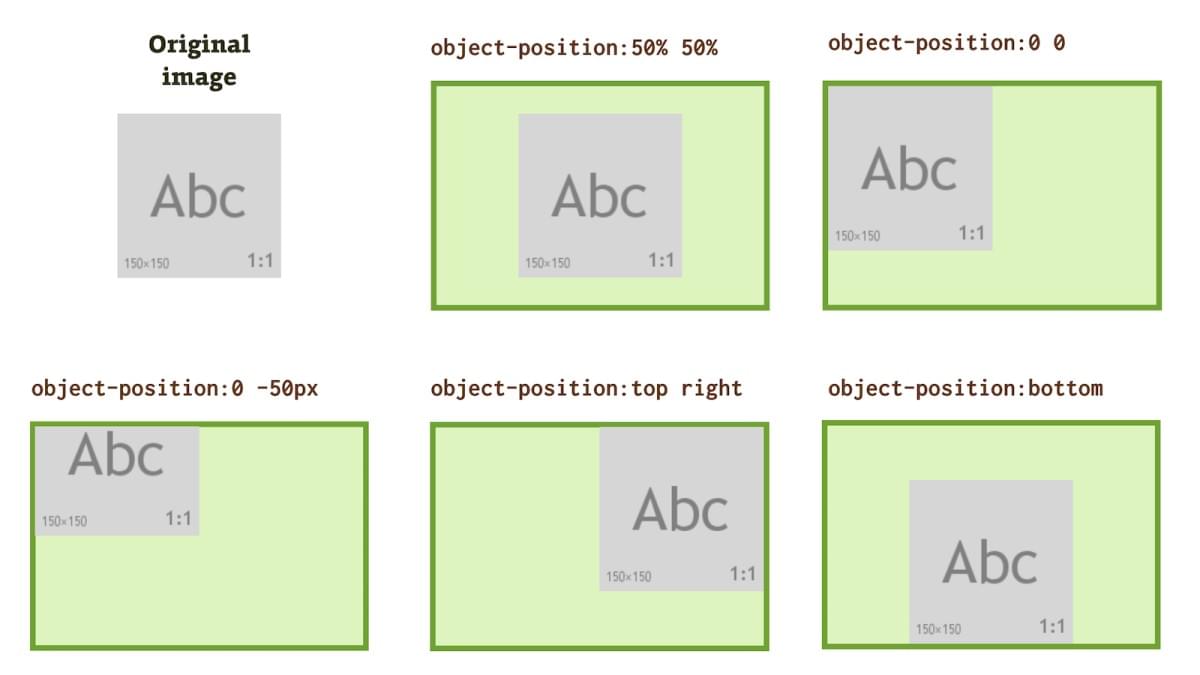 Original
image
object-position:50% 50%
object-position:0 0
Abc
150×150 1:1
Abc
150×150 1:1
Abc
150×150 1:1
object-position:0 -50px
object-position:top right
object-position:bottom
Abc
150×150 1:1
Abc
150×150 1:1
Abc
150×150 1:1